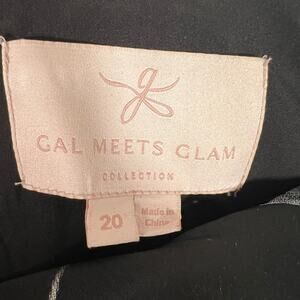 g
GAL MEETS GLAM
COLLECTION
20
Made in
China